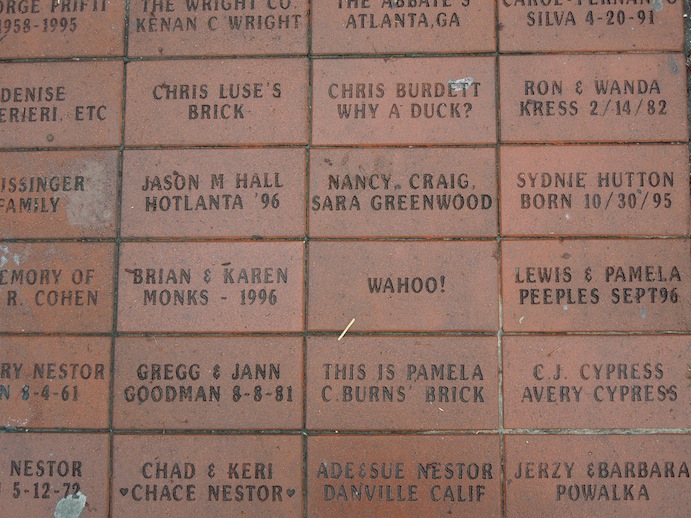 ORGE PRIFTI
1958-1995
THE WRIGHT CO.
KENAN C WRIGHT
THE ABBATE'S
ATLANTA,GA
SILVA 4-20-91
DENISE
ERIERI, ETC
CHRIS LUSE'S
BRICK
CHRIS BURDETT
WHY A DUCK?
RON & WANDA
KRESS 2/14/82
ISSINGER
FAMILY
JASON M HALL
HOTLANTA '96
NANCY, CRAIG,
SARA GREENWOOD
SYDNIE HUTTON
BORN 10/30/95
EMORY OF
R. COHEN
BRIAN & KAREN
MONKS - 1996
WAHOO!
LEWIS & PAMELA
PEEPLES SEPT96
RY NESTOR
N 8-4-61
GREGG & JANN
GOODMAN 8-8-81
THIS IS PAMELA
C.BURNS' BRICK
C.J. CYPRESS
AVERY CYPRESS
NESTOR
5-12-72
CHAD & KERI
♥CHACE NESTOR♥
ADE&SUE NESTOR
DANVILLE CALIF
JERZY &BARBARA
POWALKA